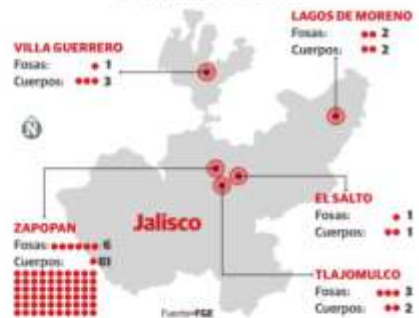 LAGOS DE MORENO
Fosas: 2
Cuerpos: 2
VILLA GUERRERO
Fosas: 1
Cuerpos: 3
N
Jalisco
EL SALTO
Fosas: 1
Cuerpos: 1
ZAPOPAN
Fosas: 6
Cuerpos: 61
TLAJOMULCO
Fosas: 3
Cuerpos: 2
Fuente•FGE